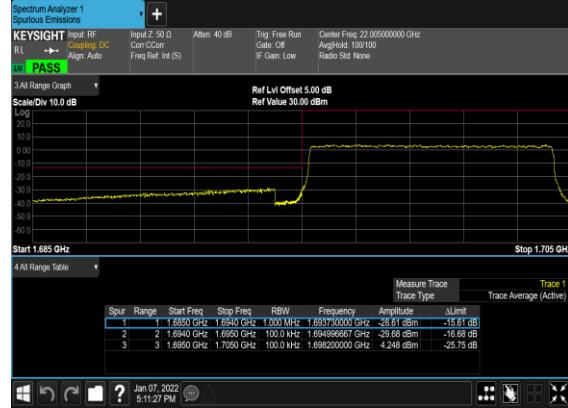 Spectrum Analyzer 1
Spurious Emissions
+
KEYSIGHT Input: RF Input Z: 50 Ω Atten: 40 dB Trig: Free Run Center Freq: 22.005000000 GHz
RL Coupling: DC Corr CCorr Gate: Off Avg|Hold: 100/100
Align: Auto Freq Ref: Int (S) IF Gain: Low Radio Std: None
PASS
3 All Range Graph
Ref Lvl Offset 5.00 dB
Scale/Div 10.0 dB Ref Value 30.00 dBm
Log
20.0
10.0
0.00
-10.0
-20.0
-30.0
-40.0
-50.0
-60.0
Start 1.685 GHz Stop 1.705 GHz
4 All Range Table
Measure Trace Trace 1
Trace Type Trace Average (Active)
Spur Range Start Freq Stop Freq RBW Frequency Amplitude ΔLimit
1 1 1.6850 GHz 1.6940 GHz 1.000 MHz 1.693730000 GHz -28.61 dBm -15.61 dB
2 2 1.6940 GHz 1.6950 GHz 100.0 kHz 1.694996667 GHz -29.68 dBm -16.68 dB
3 3 1.6950 GHz 1.7050 GHz 100.0 kHz 1.698200000 GHz 4.248 dBm -25.75 dB
? Jan 07, 2022
5:11:27 PM